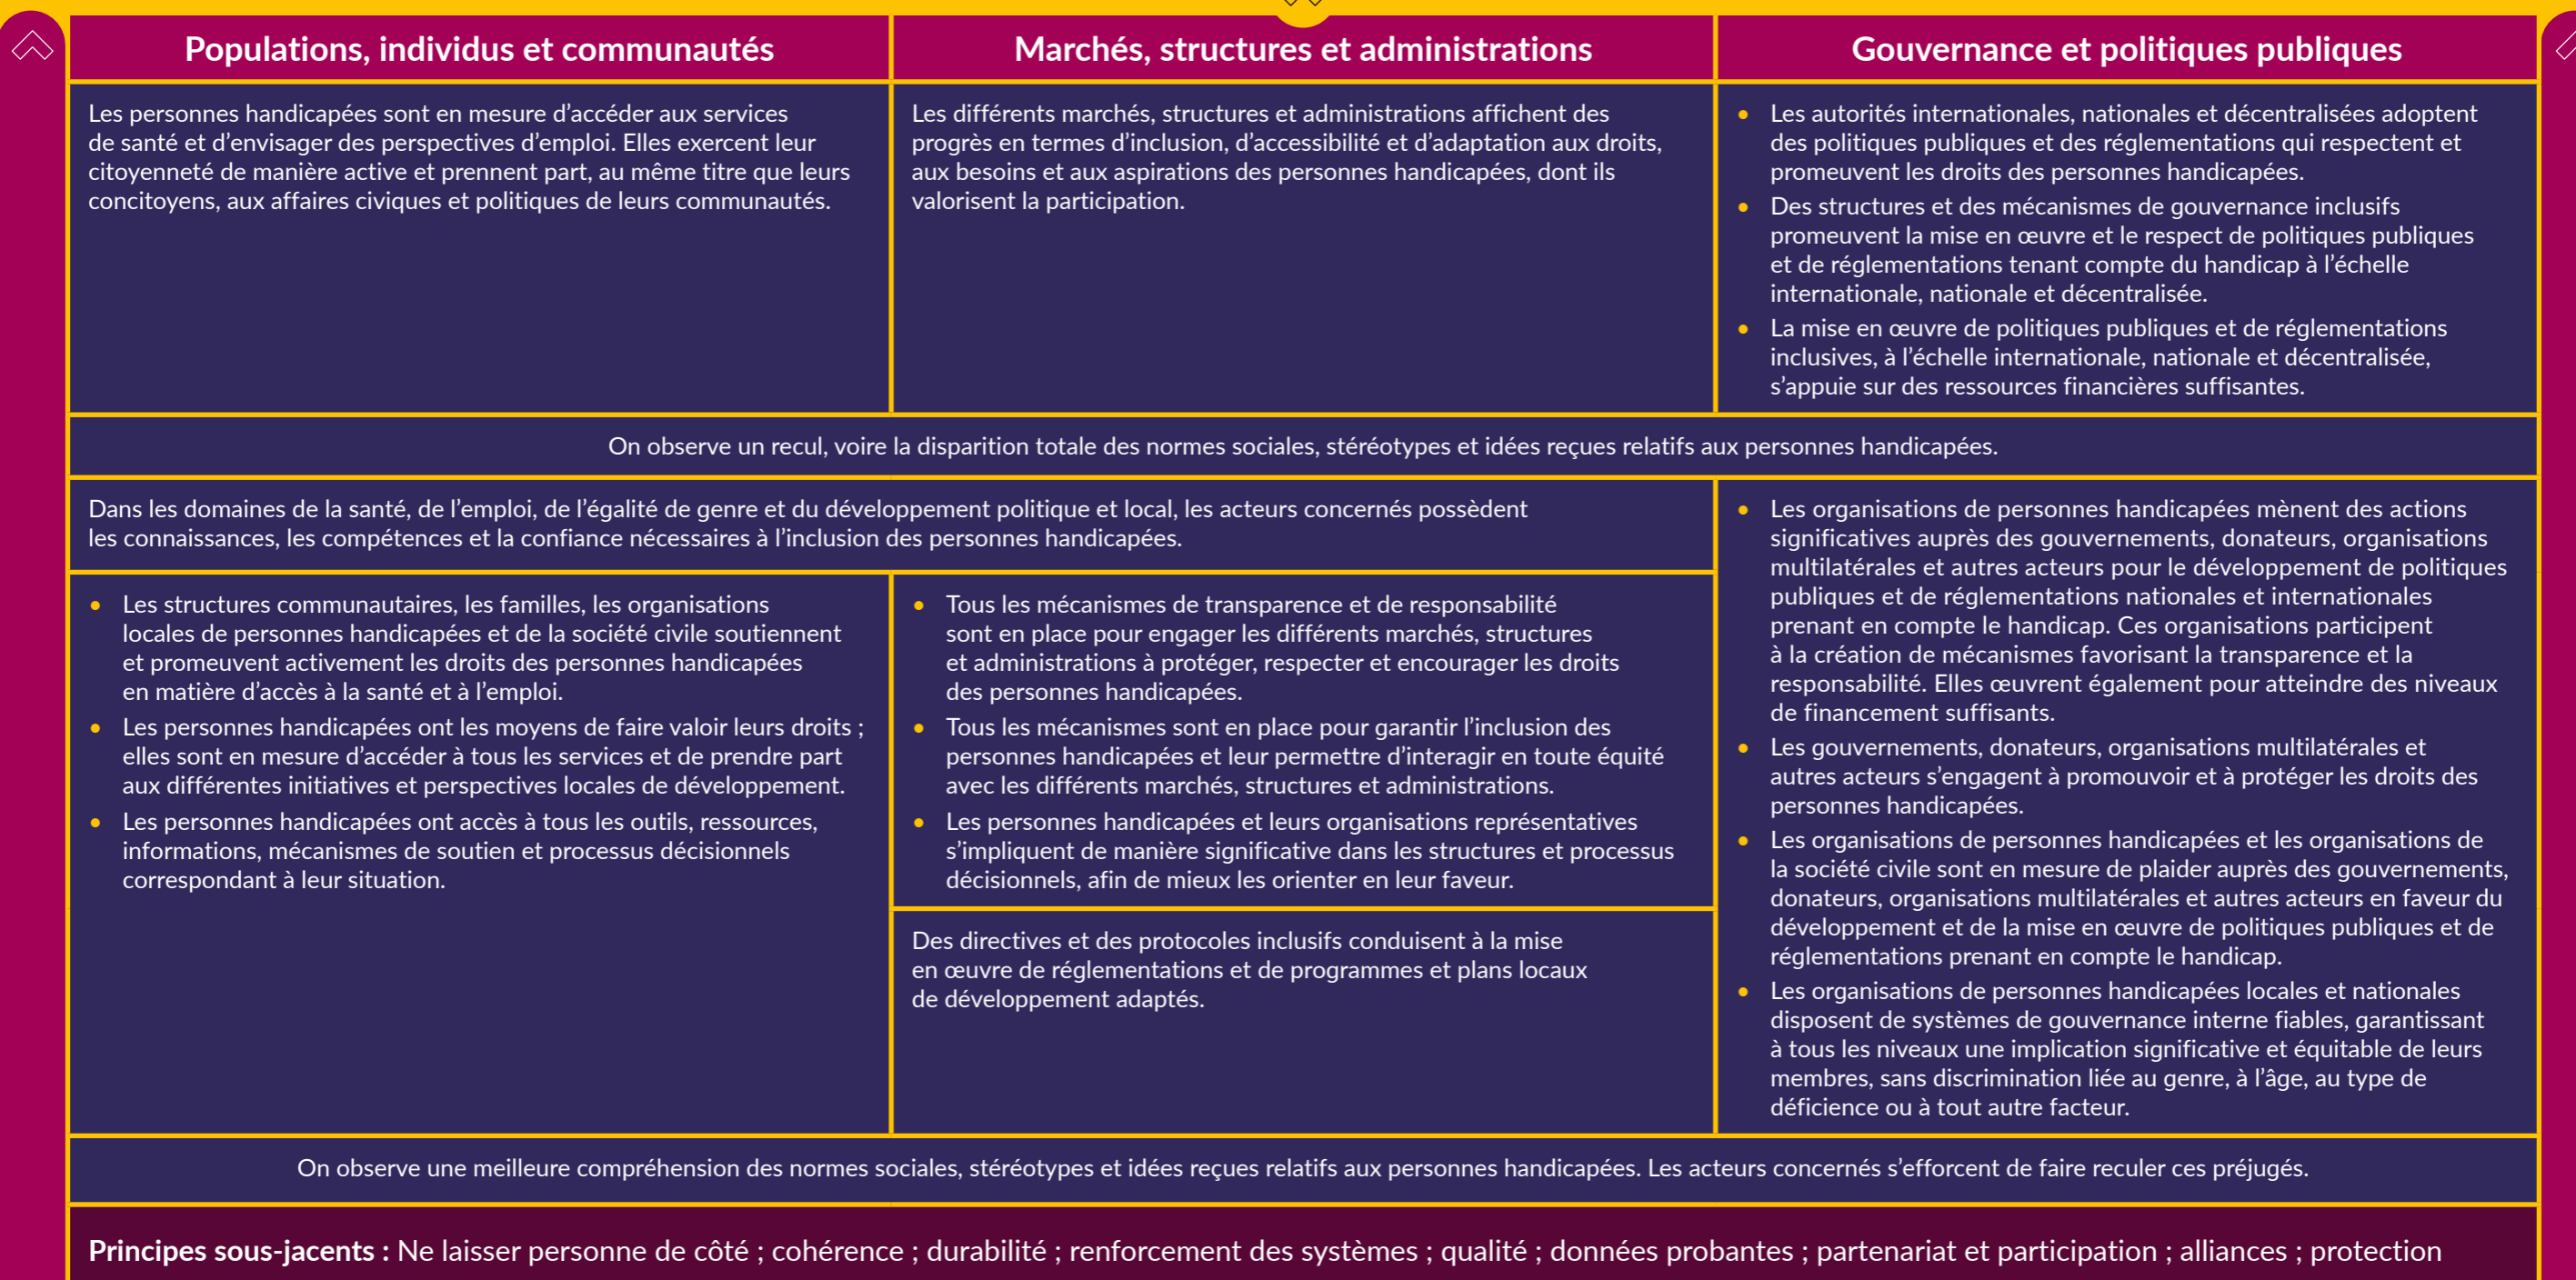 Populations, individus et communautés
Marchés, structures et administrations
Gouvernance et politiques publiques
Les personnes handicapées sont en mesure d’accéder aux services
de santé et d’envisager des perspectives d’emploi. Elles exercent leur
citoyenneté de manière active et prennent part, au même titre que leurs
concitoyens, aux affaires civiques et politiques de leurs communautés.
Les différents marchés, structures et administrations affichent des
progrès en termes d’inclusion, d’accessibilité et d’adaptation aux droits,
aux besoins et aux aspirations des personnes handicapées, dont ils
valorisent la participation.
• Les autorités internationales, nationales et décentralisées adoptent
des politiques publiques et des réglementations qui respectent et
promeuvent les droits des personnes handicapées.
• Des structures et des mécanismes de gouvernance inclusifs
promeuvent la mise en œuvre et le respect de politiques publiques
et de réglementations tenant compte du handicap à l’échelle
internationale, nationale et décentralisée.
• La mise en œuvre de politiques publiques et de réglementations
inclusives, à l’échelle internationale, nationale et décentralisée,
s’appuie sur des ressources financières suffisantes.
On observe un recul, voire la disparition totale des normes sociales, stéréotypes et idées reçues relatifs aux personnes handicapées.
Dans les domaines de la santé, de l’emploi, de l’égalité de genre et du développement politique et local, les acteurs concernés possèdent
les connaissances, les compétences et la confiance nécessaires à l’inclusion des personnes handicapées.
• Les structures communautaires, les familles, les organisations
locales de personnes handicapées et de la société civile soutiennent
et promeuvent activement les droits des personnes handicapées
en matière d’accès à la santé et à l’emploi.
• Les personnes handicapées ont les moyens de faire valoir leurs droits ;
elles sont en mesure d’accéder à tous les services et de prendre part
aux différentes initiatives et perspectives locales de développement.
• Les personnes handicapées ont accès à tous les outils, ressources,
informations, mécanismes de soutien et processus décisionnels
correspondant à leur situation.
• Tous les mécanismes de transparence et de responsabilité
sont en place pour engager les différents marchés, structures
et administrations à protéger, respecter et encourager les droits
des personnes handicapées.
• Tous les mécanismes sont en place pour garantir l’inclusion des
personnes handicapées et leur permettre d’interagir en toute équité
avec les différents marchés, structures et administrations.
• Les personnes handicapées et leurs organisations représentatives
s’impliquent de manière significative dans les structures et processus
décisionnels, afin de mieux les orienter en leur faveur.
Des directives et des protocoles inclusifs conduisent à la mise
en œuvre de réglementations et de programmes et plans locaux
de développement adaptés.
• Les organisations de personnes handicapées mènent des actions
significatives auprès des gouvernements, donateurs, organisations
multilatérales et autres acteurs pour le développement de politiques
publiques et de réglementations nationales et internationales
prenant en compte le handicap. Ces organisations participent
à la création de mécanismes favorisant la transparence et la
responsabilité. Elles œuvrent également pour atteindre des niveaux
de financement suffisants.
• Les gouvernements, donateurs, organisations multilatérales et
autres acteurs s’engagent à promouvoir et à protéger les droits des
personnes handicapées.
• Les organisations de personnes handicapées et les organisations de
la société civile sont en mesure de plaider auprès des gouvernements,
donateurs, organisations multilatérales et autres acteurs en faveur du
développement et de la mise en œuvre de politiques publiques et de
réglementations prenant en compte le handicap.
• Les organisations de personnes handicapées locales et nationales
disposent de systèmes de gouvernance interne fiables, garantissant
à tous les niveaux une implication significative et équitable de leurs
membres, sans discrimination liée au genre, à l’âge, au type de
déficience ou à tout autre facteur.
On observe une meilleure compréhension des normes sociales, stéréotypes et idées reçues relatifs aux personnes handicapées. Les acteurs concernés s’efforcent de faire reculer ces préjugés.
Principes sous-jacents : Ne laisser personne de côté ; cohérence ; durabilité ; renforcement des systèmes ; qualité ; données probantes ; partenariat et participation ; alliances ; protection